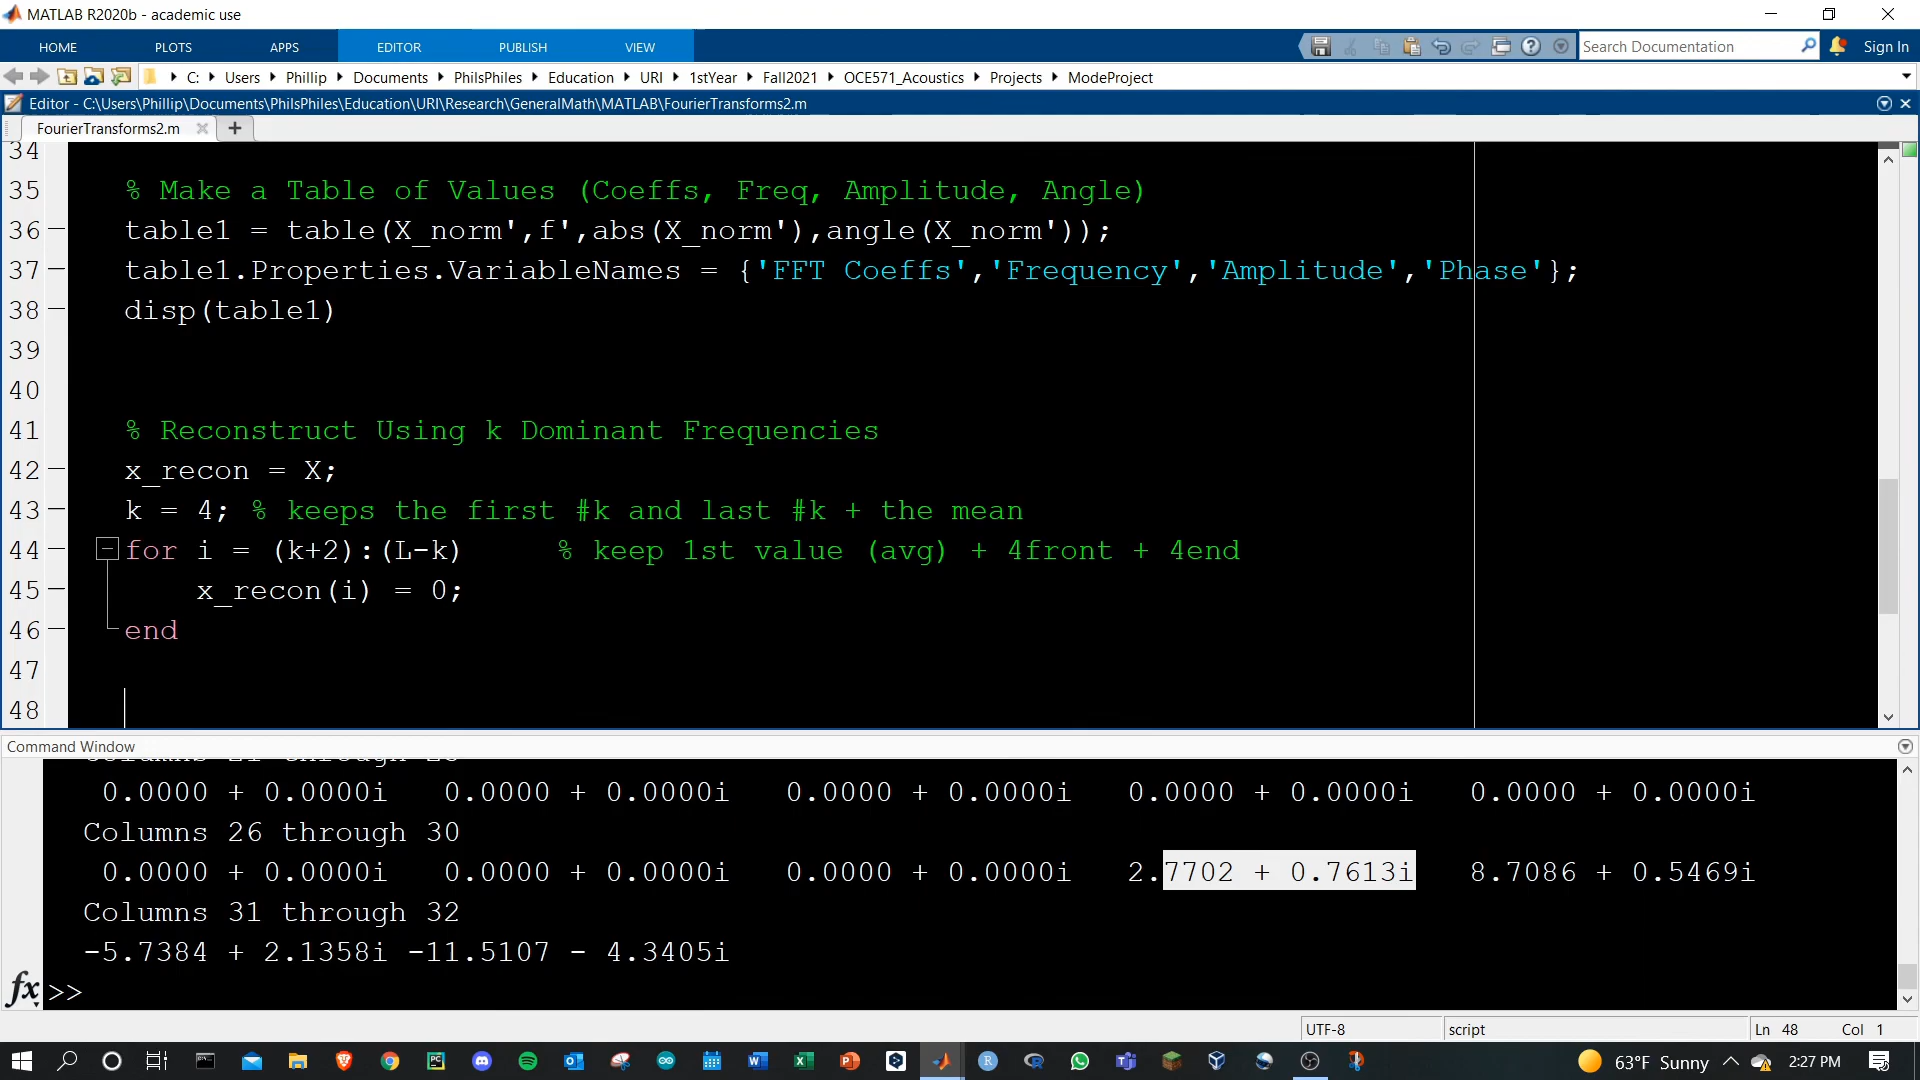 MATLAB R2020b - academic use
HOME PLOTS APPS EDITOR PUBLISH VIEW Search Documentation Sign In
C: Users Phillip Documents PhilsPhiles Education URI 1stYear Fall2021 OCE571_Acoustics Projects ModeProject
Editor - C:\Users\Phillip\Documents\PhilsPhiles\Education\URI\Research\GeneralMath\MATLAB\FourierTransforms2.m
FourierTransforms2.m
34
35 % Make a Table of Values (Coeffs, Freq, Amplitude, Angle)
36 table1 = table(X_norm',f',abs(X_norm'),angle(X_norm'));
37 table1.Properties.VariableNames = {'FFT Coeffs','Frequency','Amplitude','Phase'};
38 disp(table1)
39
40
41 % Reconstruct Using k Dominant Frequencies
42 x_recon = X;
43 k = 4; % keeps the first #k and last #k + the mean
44 for i = (k+2):(L-k) % keep 1st value (avg) + 4front + 4end
45 x_recon(i) = 0;
46 end
47
48
Command Window
0.0000 + 0.0000i 0.0000 + 0.0000i 0.0000 + 0.0000i 0.0000 + 0.0000i 0.0000 + 0.0000i
Columns 26 through 30
0.0000 + 0.0000i 0.0000 + 0.0000i 0.0000 + 0.0000i 2.7702 + 0.7613i 8.7086 + 0.5469i
Columns 31 through 32
-5.7384 + 2.1358i -11.5107 - 4.3405i
fx >>
UTF-8 script Ln 48 Col 1
63°F Sunny 2:27 PM